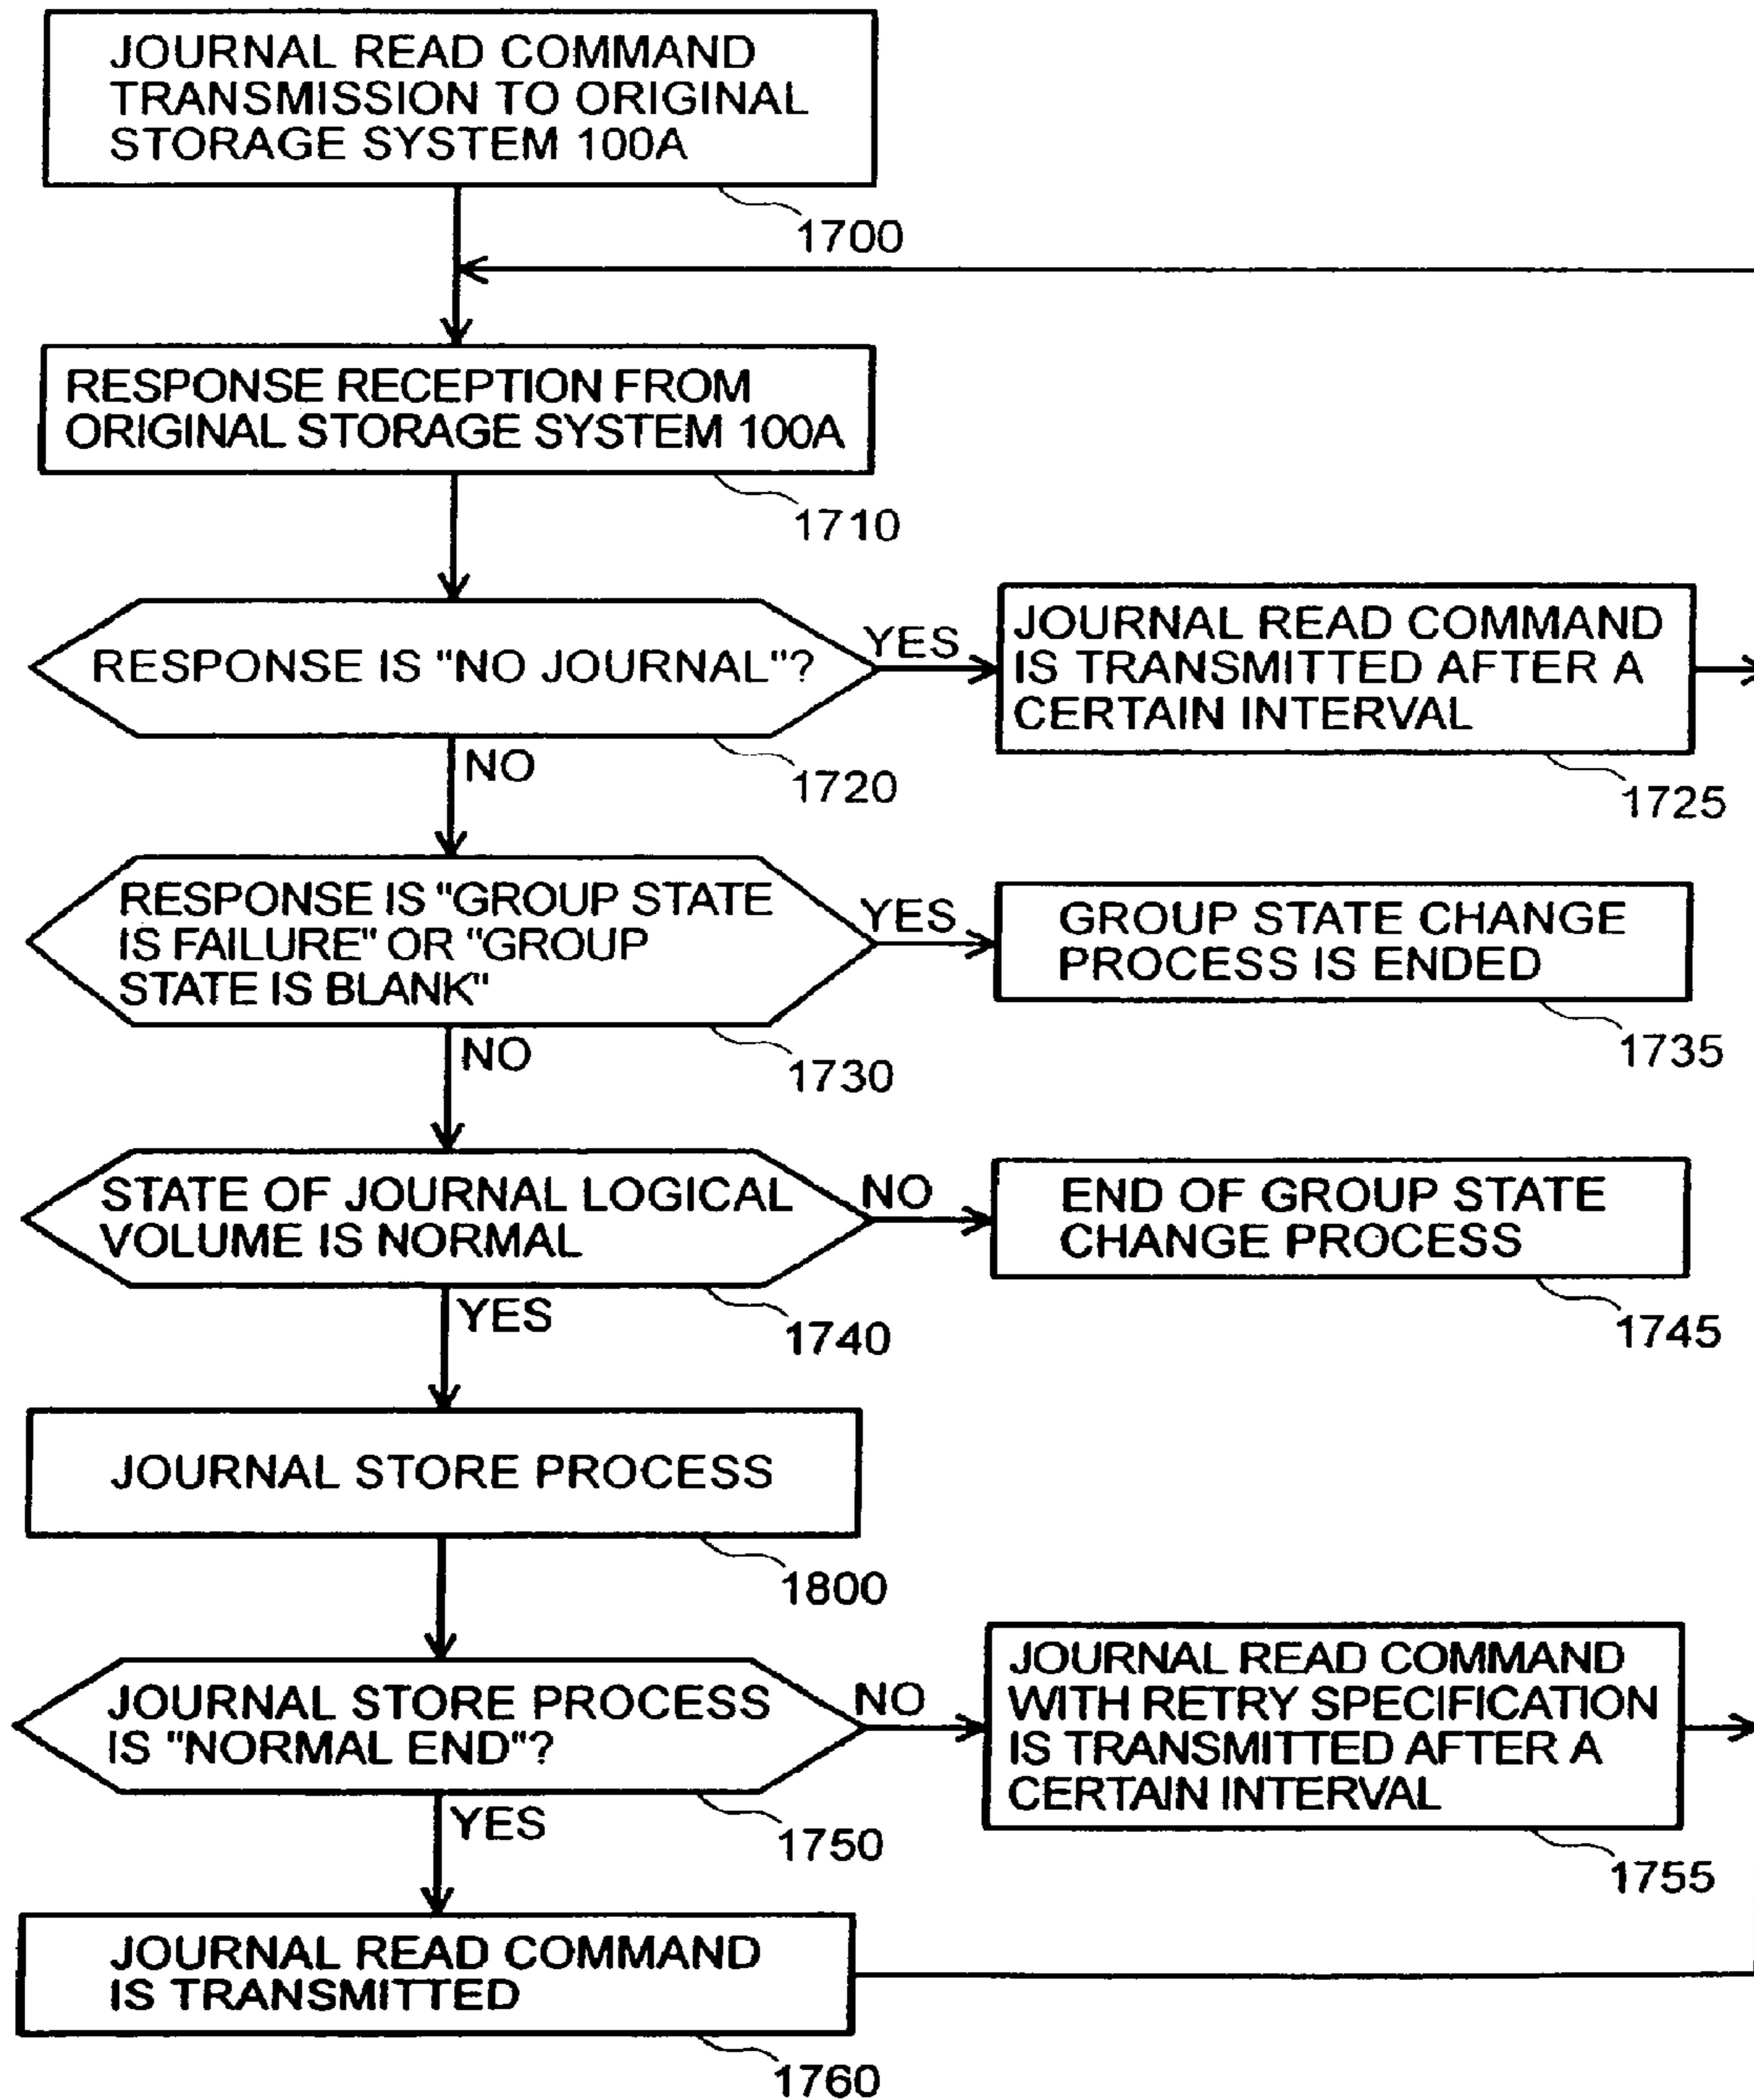 JOURNAL READ COMMAND
TRANSMISSION TO ORIGINAL
STORAGE SYSTEM 100A
1700
RESPONSE RECEPTION FROM
ORIGINAL STORAGE SYSTEM 100A
1710
RESPONSE IS "NO JOURNAL"?
YES
JOURNAL READ COMMAND
IS TRANSMITTED AFTER A
CERTAIN INTERVAL
NO
1720
1725
RESPONSE IS "GROUP STATE
IS FAILURE" OR "GROUP
STATE IS BLANK"
YES
GROUP STATE CHANGE
PROCESS IS ENDED
NO
1730
1735
STATE OF JOURNAL LOGICAL
VOLUME IS NORMAL
NO
END OF GROUP STATE
CHANGE PROCESS
YES
1740
1745
JOURNAL STORE PROCESS
1800
JOURNAL STORE PROCESS
IS "NORMAL END"?
NO
JOURNAL READ COMMAND
WITH RETRY SPECIFICATION
IS TRANSMITTED AFTER A
CERTAIN INTERVAL
YES
1750
1755
JOURNAL READ COMMAND
IS TRANSMITTED
1760